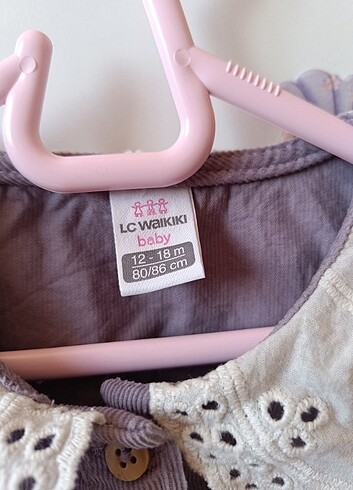 LC WAIKIKI
baby
12 - 18 m
80/86 cm